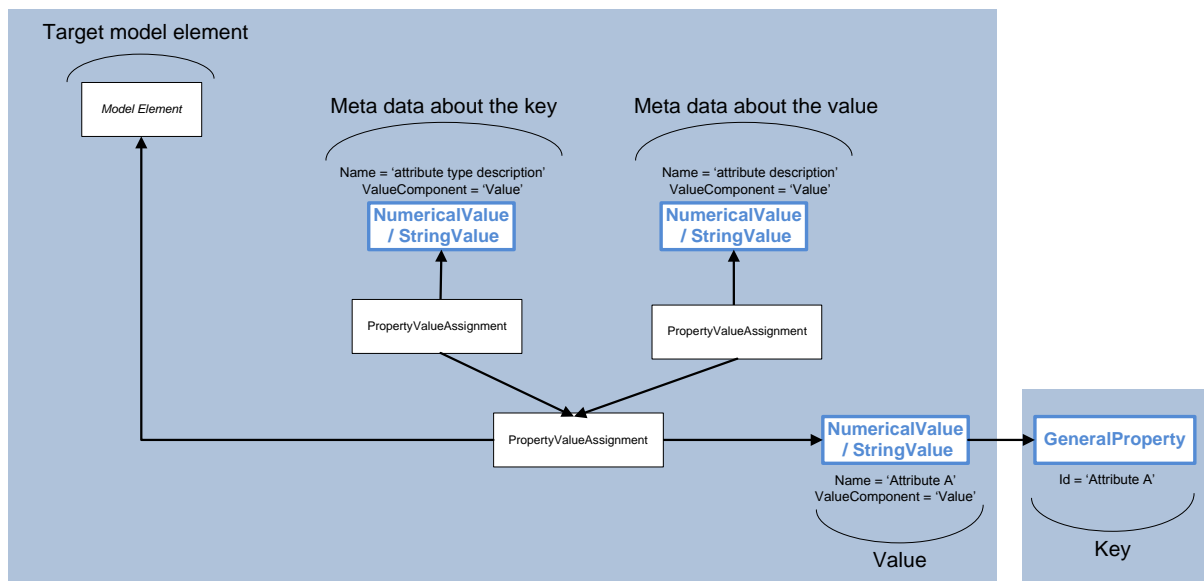 Target model element
Model Element
Meta data about the key
Meta data about the value
Name = ‘attribute type description’
ValueComponent = ‘Value’
Name = ‘attribute description’
ValueComponent = ‘Value’
NumericalValue
/ StringValue
NumericalValue
/ StringValue
PropertyValueAssignment
PropertyValueAssignment
PropertyValueAssignment
NumericalValue
/ StringValue
GeneralProperty
Name = ‘Attribute A’
ValueComponent = ‘Value’
Id = ‘Attribute A’
Value
Key